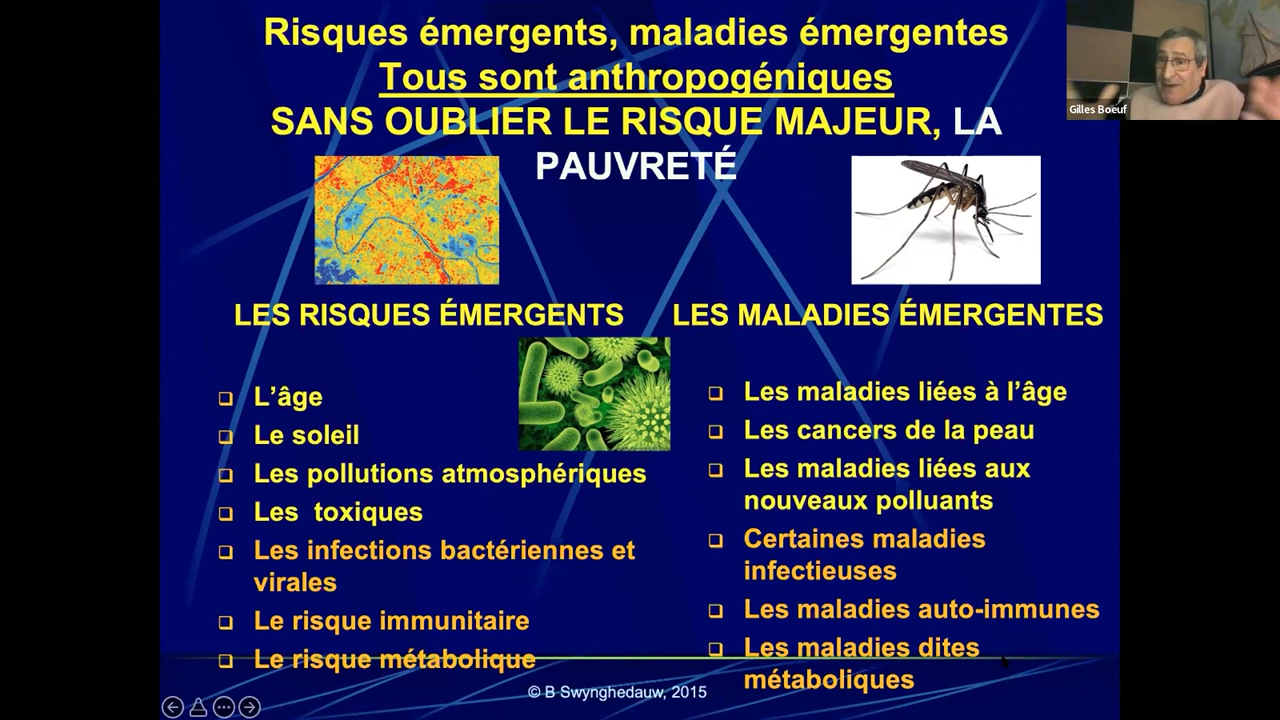 Risques émergents, maladies émergentes
Tous sont anthropogéniques
SANS OUBLIER LE RISQUE MAJEUR, LA
PAUVRETÉ
Gilles Boeuf
LES RISQUES ÉMERGENTS
L'âge
Le soleil
Les pollutions atmosphériques
Les toxiques
Les infections bactériennes et
virales
Le risque immunitaire
Le risque métabolique
LES MALADIES ÉMERGENTES
Les maladies liées à l'âge
Les cancers de la peau
Les maladies liées aux
nouveaux polluants
Certaines maladies
infectieuses
Les maladies auto-immunes
Les maladies dites
métaboliques
© B Swynghedauw, 2015